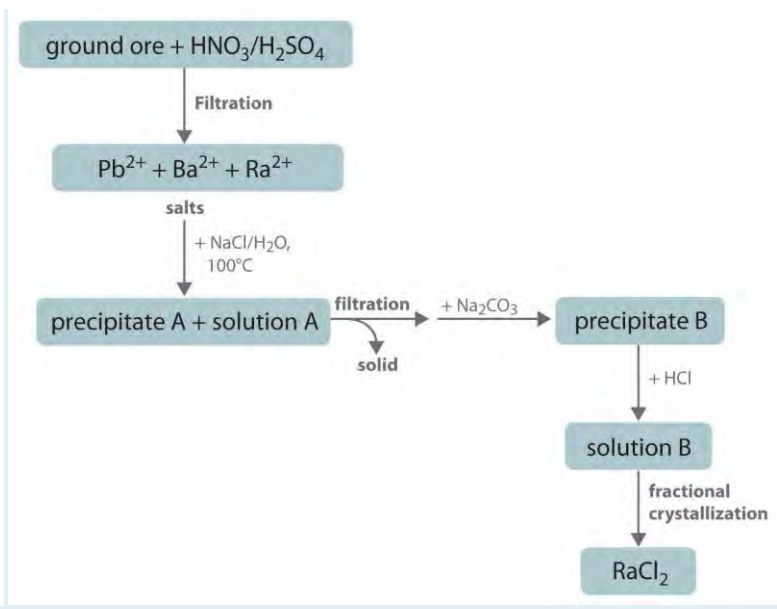 ground ore + HNO₃/H₂SO₄
Filtration
Pb²⁺ + Ba²⁺ + Ra²⁺
salts
+ NaCl/H₂O,
100°C
precipitate A + solution A
filtration
solid
+ Na₂CO₃
precipitate B
+ HCl
solution B
fractional
crystallization
RaCl₂